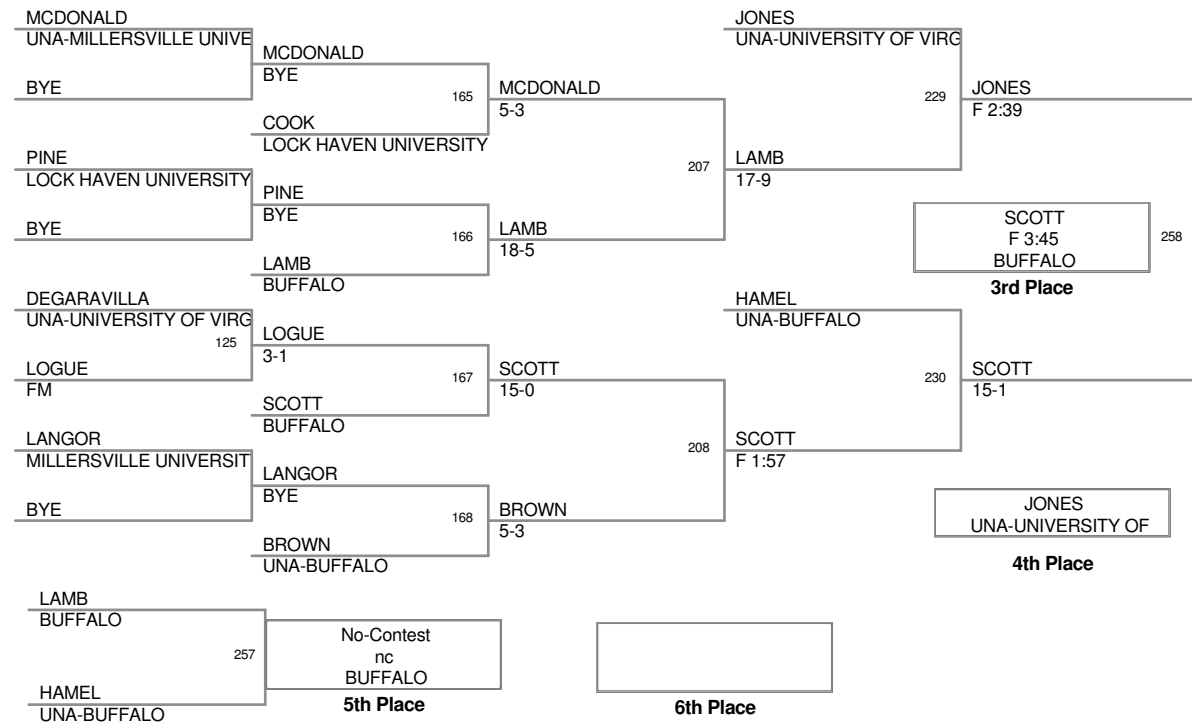 MCDONALD
UNA-MILLERSVILLE UNIVE
BYE
PINE
LOCK HAVEN UNIVERSITY
BYE
DEGARAVILLA
UNA-UNIVERSITY OF VIRG
125
LOGUE
FM
LANGOR
MILLERSVILLE UNIVERSIT
BYE
MCDONALD
BYE
165
COOK
LOCK HAVEN UNIVERSITY
PINE
BYE
166
LAMB
BUFFALO
LOGUE
3-1
167
SCOTT
BUFFALO
LANGOR
BYE
168
BROWN
UNA-BUFFALO
MCDONALD
5-3
207
LAMB
18-5
SCOTT
15-0
208
BROWN
5-3
JONES
UNA-UNIVERSITY OF VIRG
229
LAMB
17-9
HAMEL
UNA-BUFFALO
230
SCOTT
F 1:57
JONES
F 2:39
SCOTT
F 3:45
BUFFALO
258
3rd Place
SCOTT
15-1
JONES
UNA-UNIVERSITY OF
4th Place
LAMB
BUFFALO
257
HAMEL
UNA-BUFFALO
No-Contest
nc
BUFFALO
5th Place
6th Place